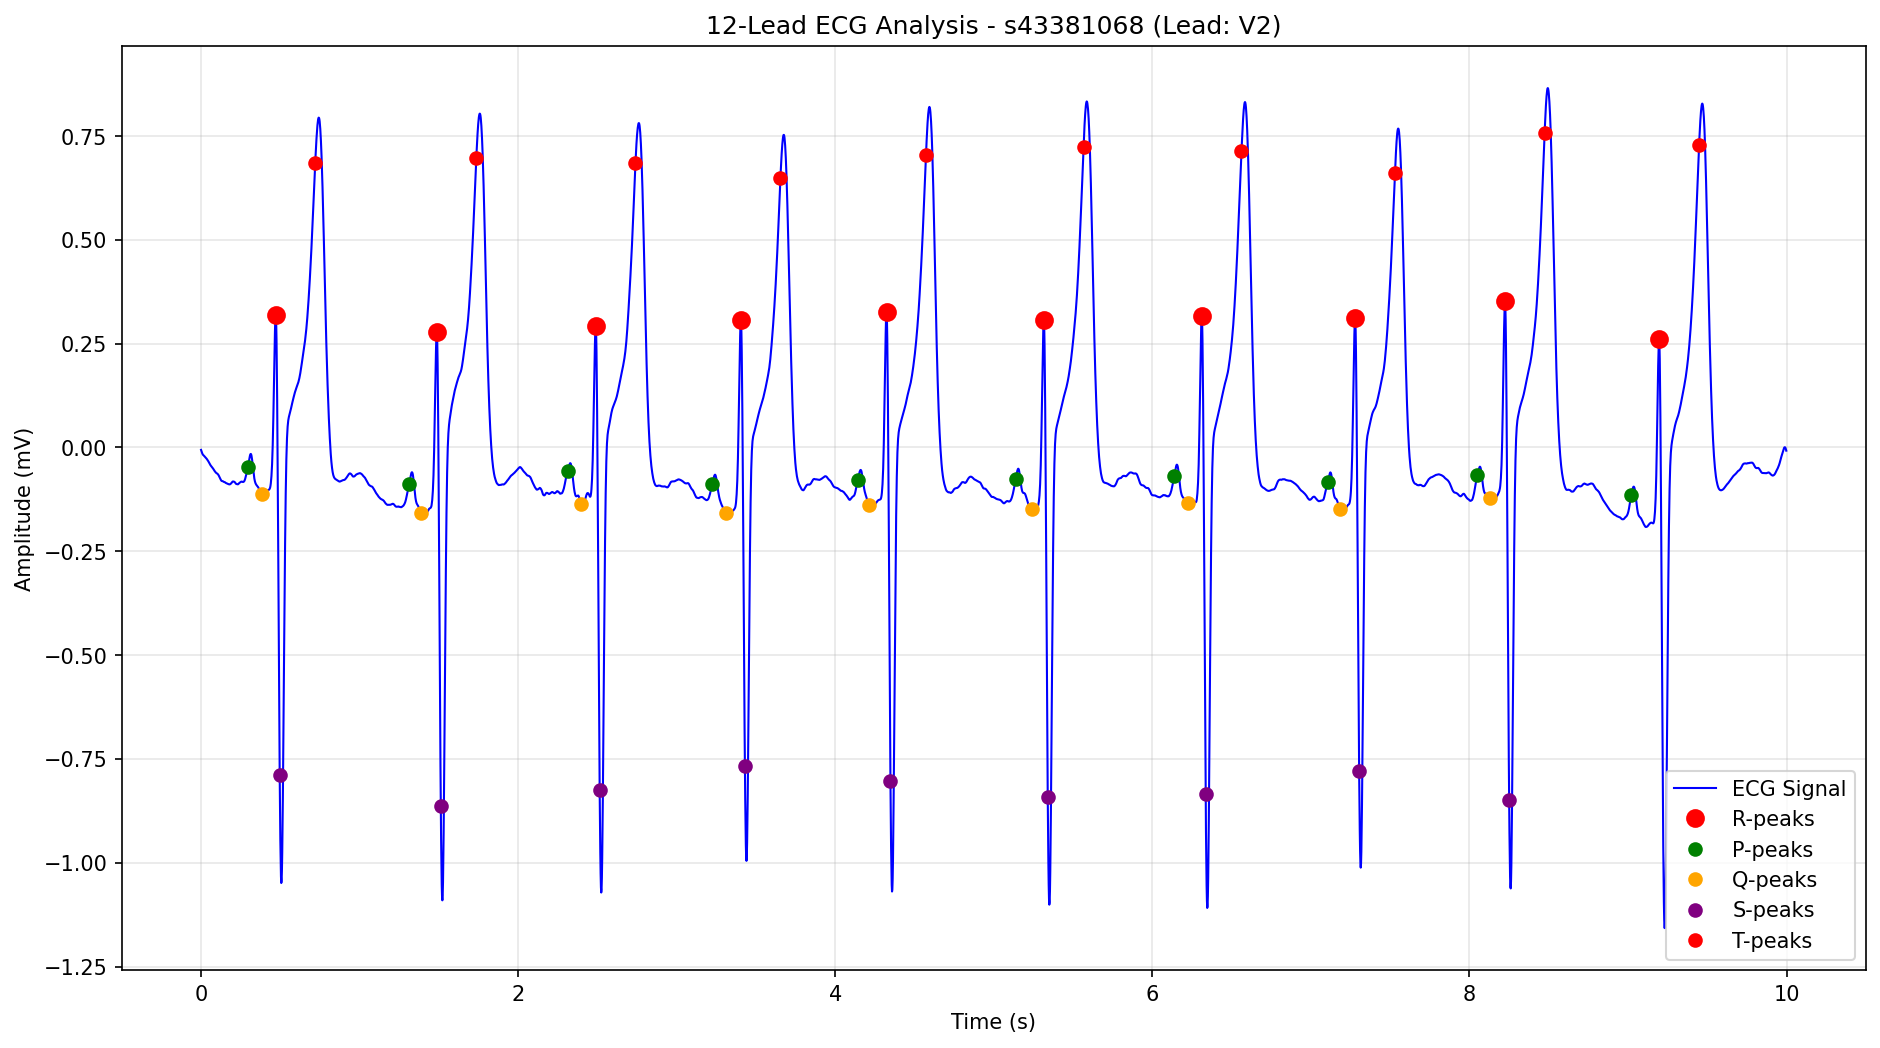 12-Lead ECG Analysis - s43381068 (Lead: V2)
Amplitude (mV)
0.75
0.50
0.25
0.00
−0.25
−0.50
−0.75
−1.00
−1.25
0 2 4 6 8 10
Time (s)
ECG Signal
R-peaks
P-peaks
Q-peaks
S-peaks
T-peaks